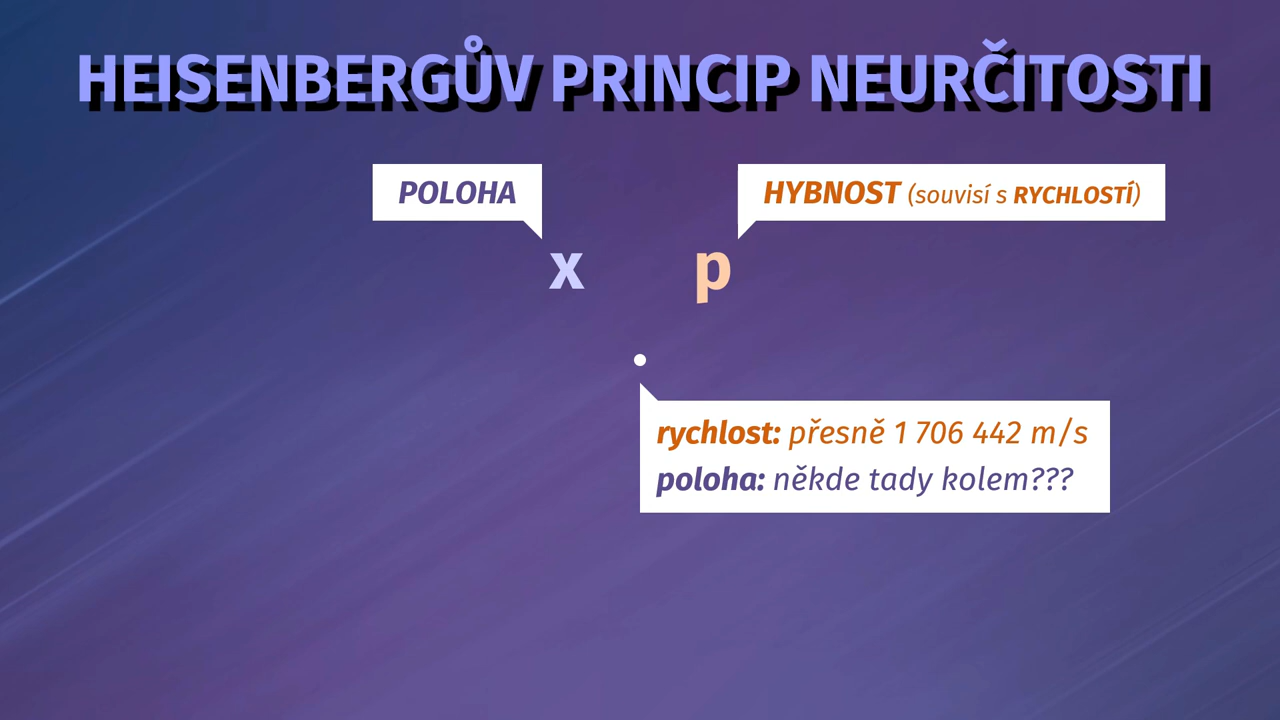 HEISENBERGŮV PRINCIP NEURČITOSTI
POLOHA
HYBNOST (souvisí s RYCHLOSTÍ)
x
p
rychlost: přesně 1 706 442 m/s
poloha: někde tady kolem???